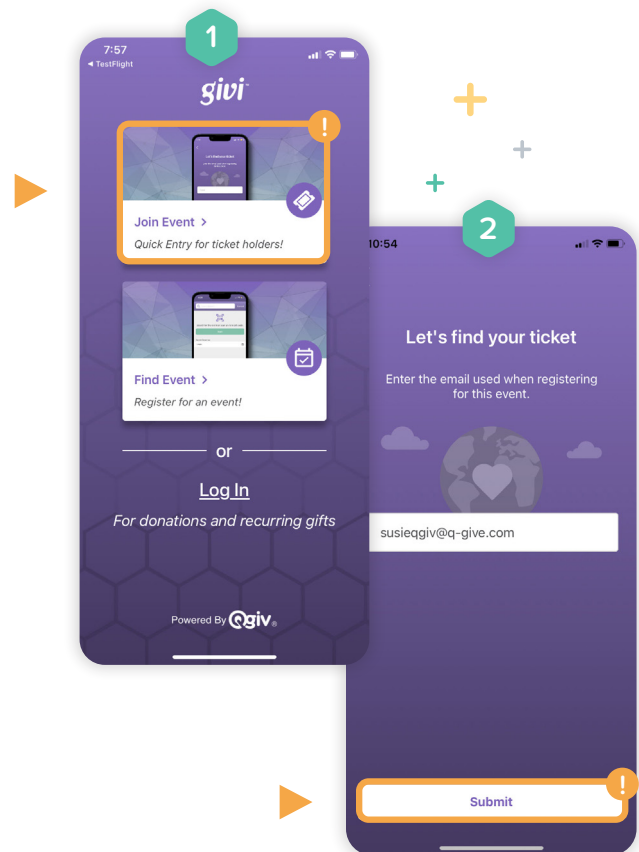 1
7:57
TestFlight
givi
!
Join Event >
Quick Entry for ticket holders!
Find Event >
Register for an event!
or
Log In
For donations and recurring gifts
Powered By Qgiv®
2
10:54
Let's find your ticket
Enter the email used when registering
for this event.
susieqgiv@q-give.com
!
Submit